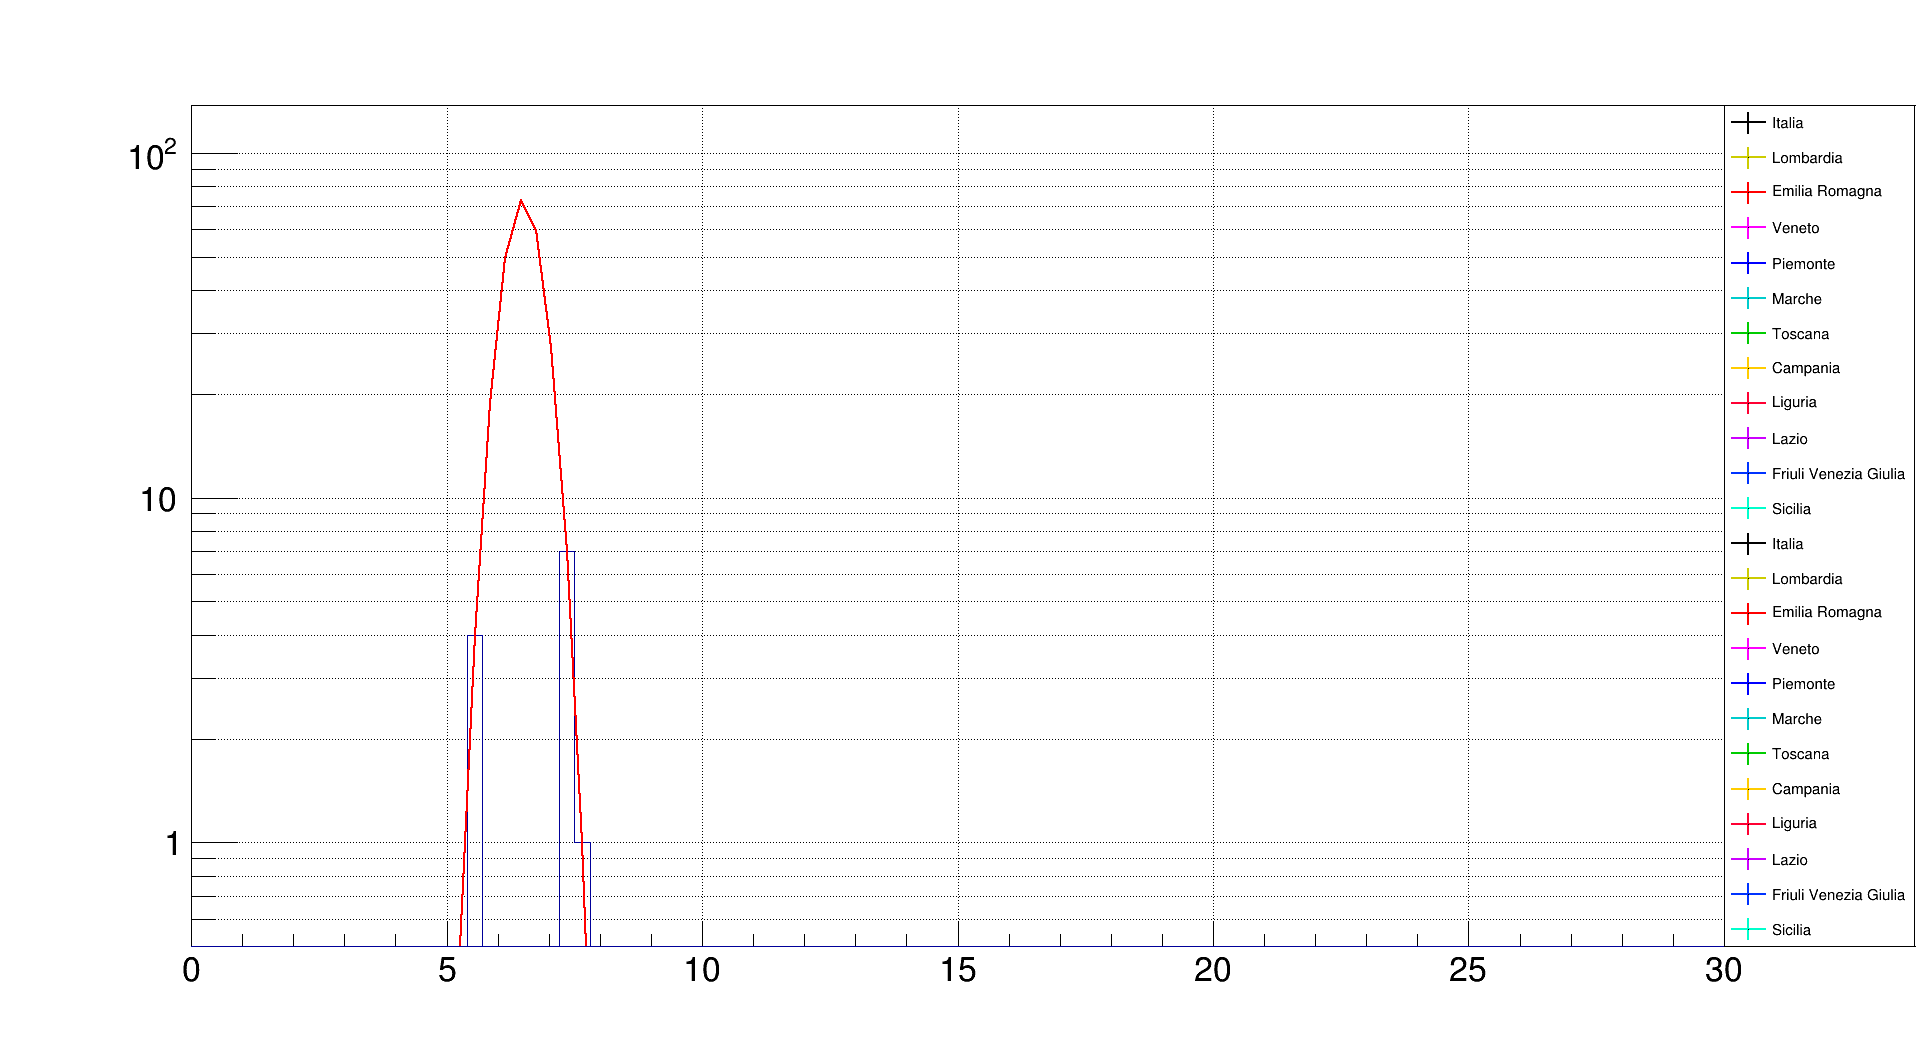 10²
10
1
0 5 10 15 20 25 30
Italia
Lombardia
Emilia Romagna
Veneto
Piemonte
Marche
Toscana
Campania
Liguria
Lazio
Friuli Venezia Giulia
Sicilia
Italia
Lombardia
Emilia Romagna
Veneto
Piemonte
Marche
Toscana
Campania
Liguria
Lazio
Friuli Venezia Giulia
Sicilia